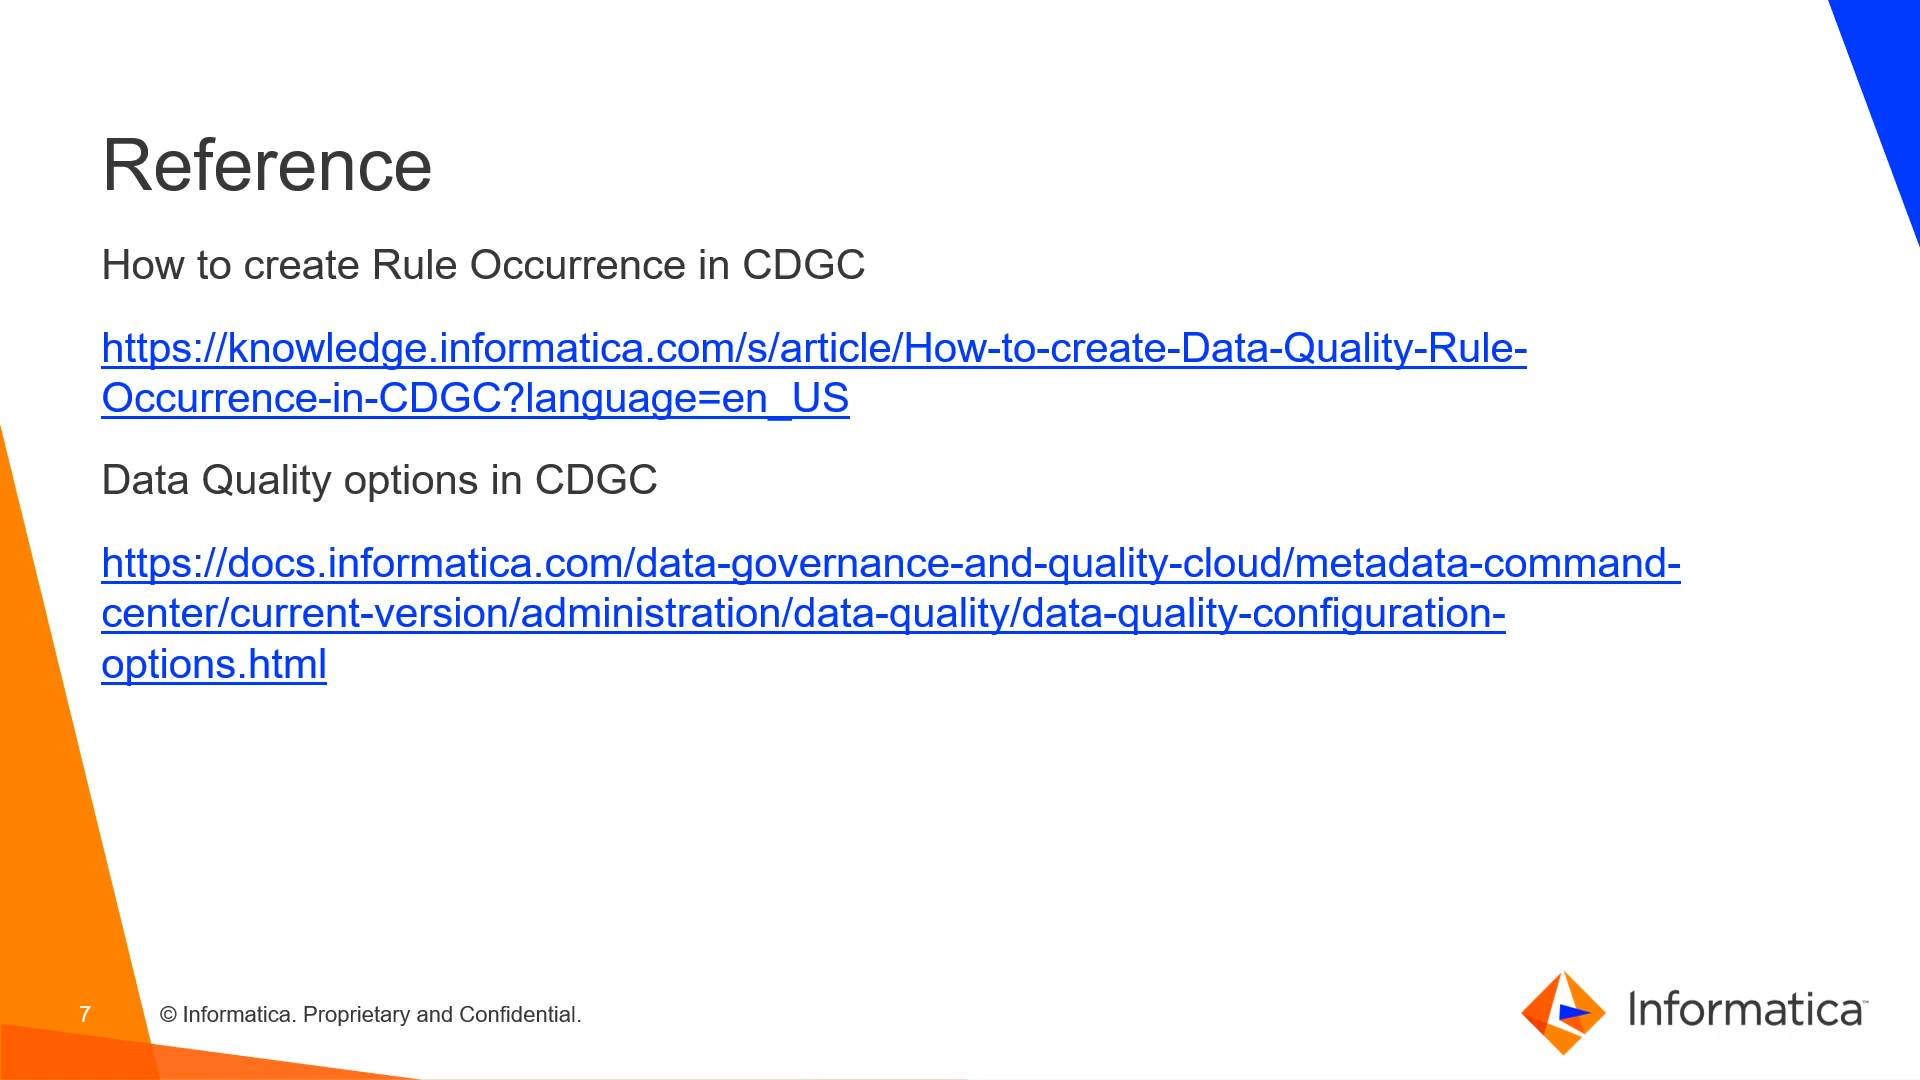 Reference
How to create Rule Occurrence in CDGC
https://knowledge.informatica.com/s/article/How-to-create-Data-Quality-Rule-
Occurrence-in-CDGC?language=en_US
Data Quality options in CDGC
https://docs.informatica.com/data-governance-and-quality-cloud/metadata-command-
center/current-version/administration/data-quality/data-quality-configuration-
options.html
7
© Informatica. Proprietary and Confidential.
Informatica™